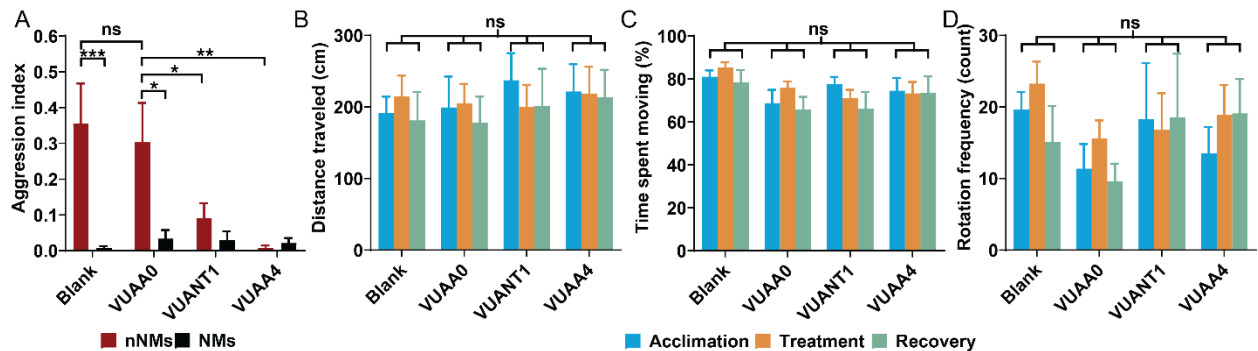 A
Aggression index
0.6
0.5
0.4
0.3
0.2
0.1
0.0
ns
***
**
*
*
Blank
VUAA0
VUANT1
VUAA4
nNMs
NMs
B
Distance traveled (cm)
300
200
100
0
ns
Blank
VUAA0
VUANT1
VUAA4
C
Time spent moving (%)
100
80
60
40
20
0
ns
Blank
VUAA0
VUANT1
VUAA4
D
Rotation frequency (count)
30
20
10
0
ns
Blank
VUAA0
VUANT1
VUAA4
Acclimation
Treatment
Recovery